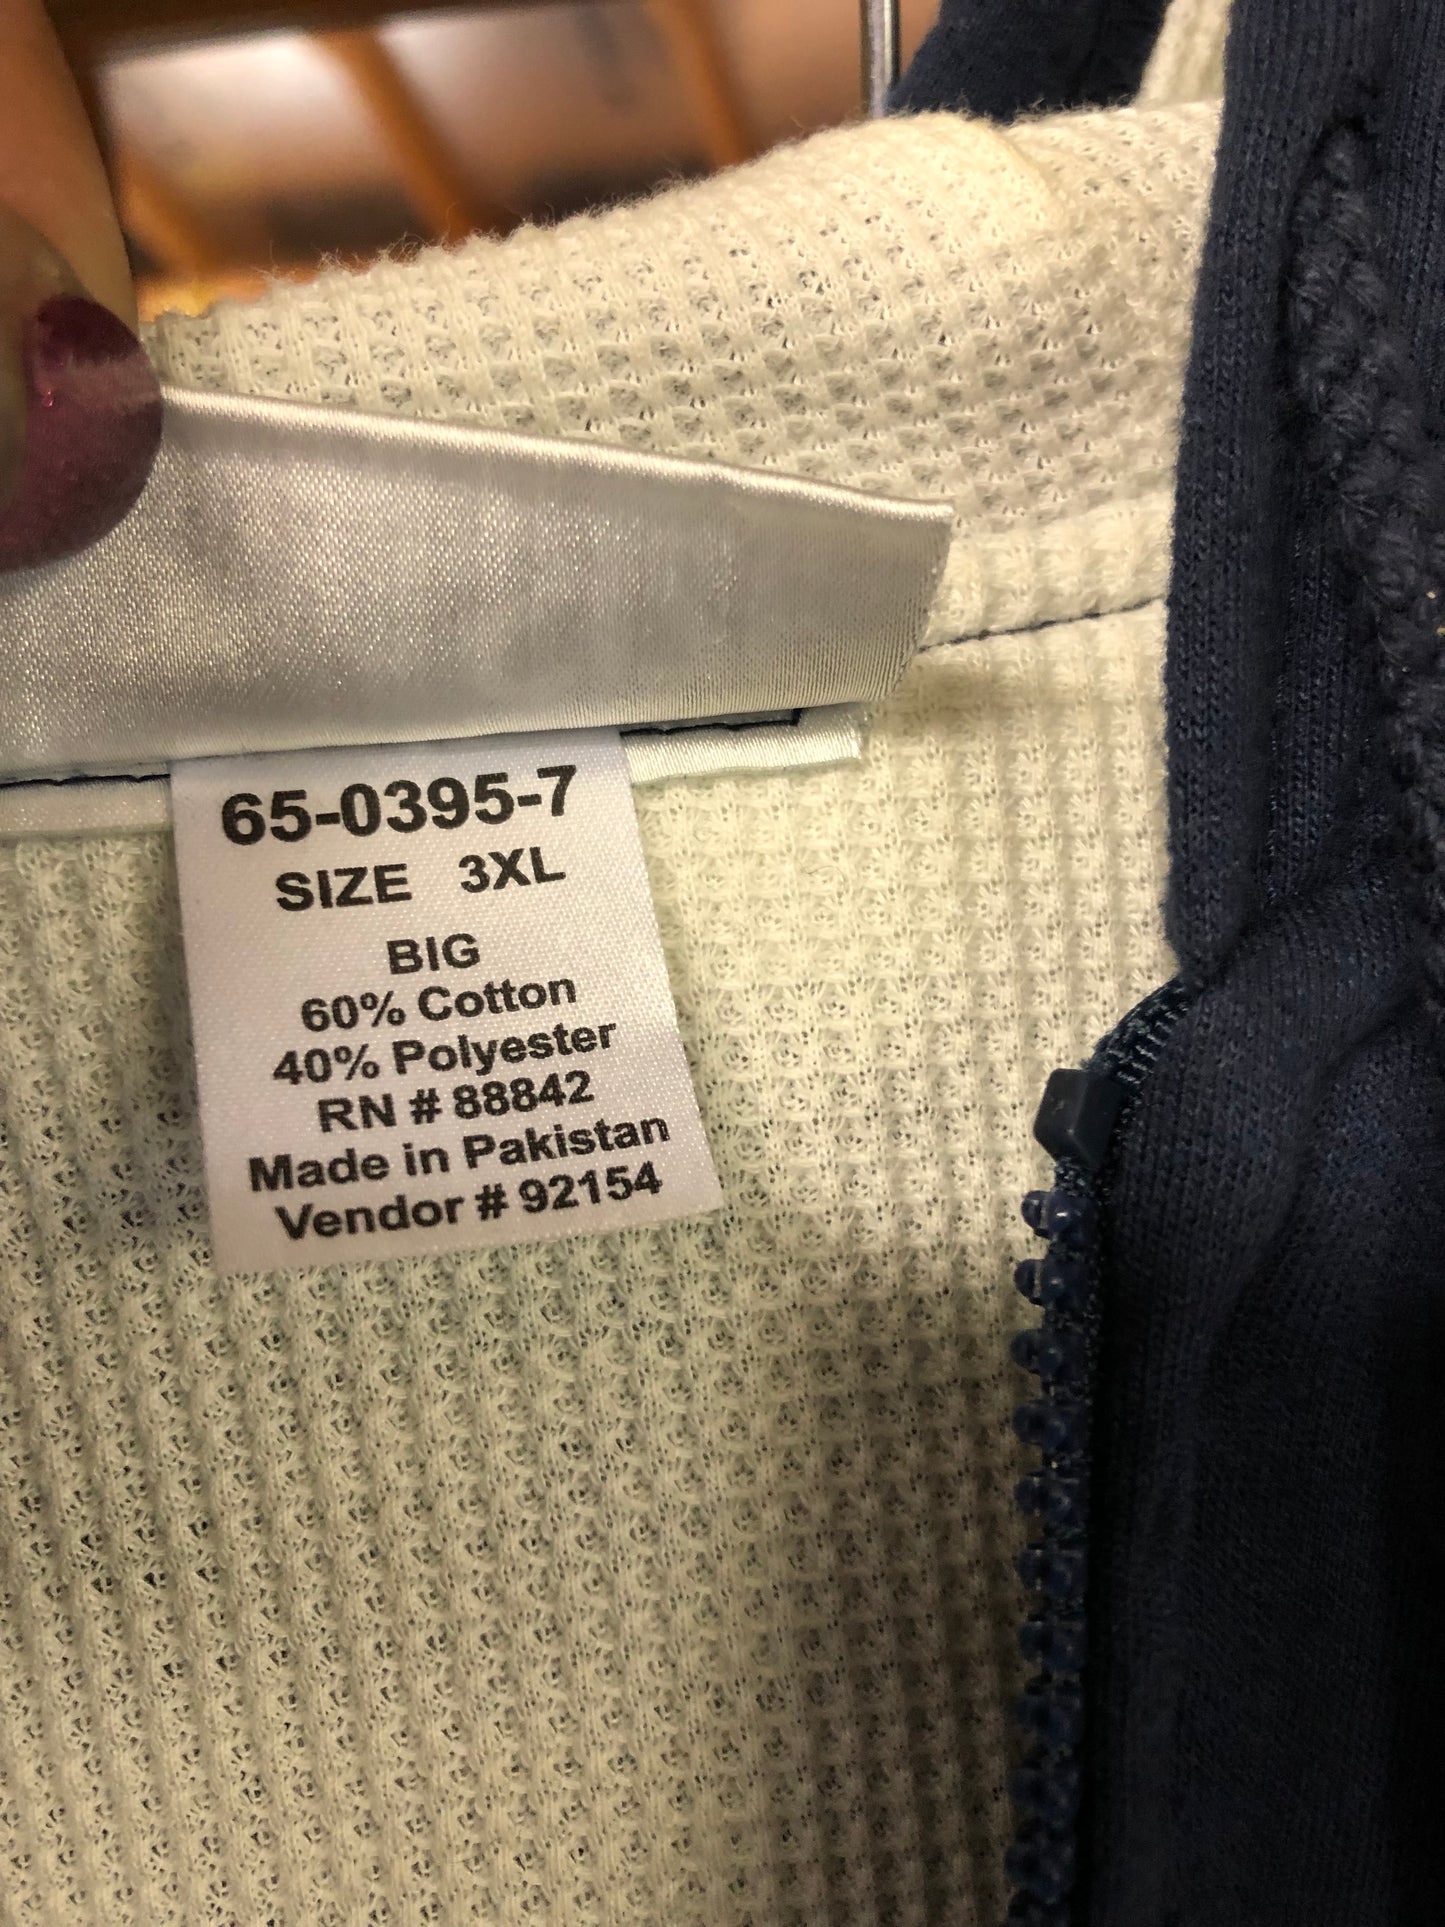 65-0395-7
SIZE 3XL
BIG
60% Cotton
40% Polyester
RN # 88842
Made in Pakistan
Vendor # 92154